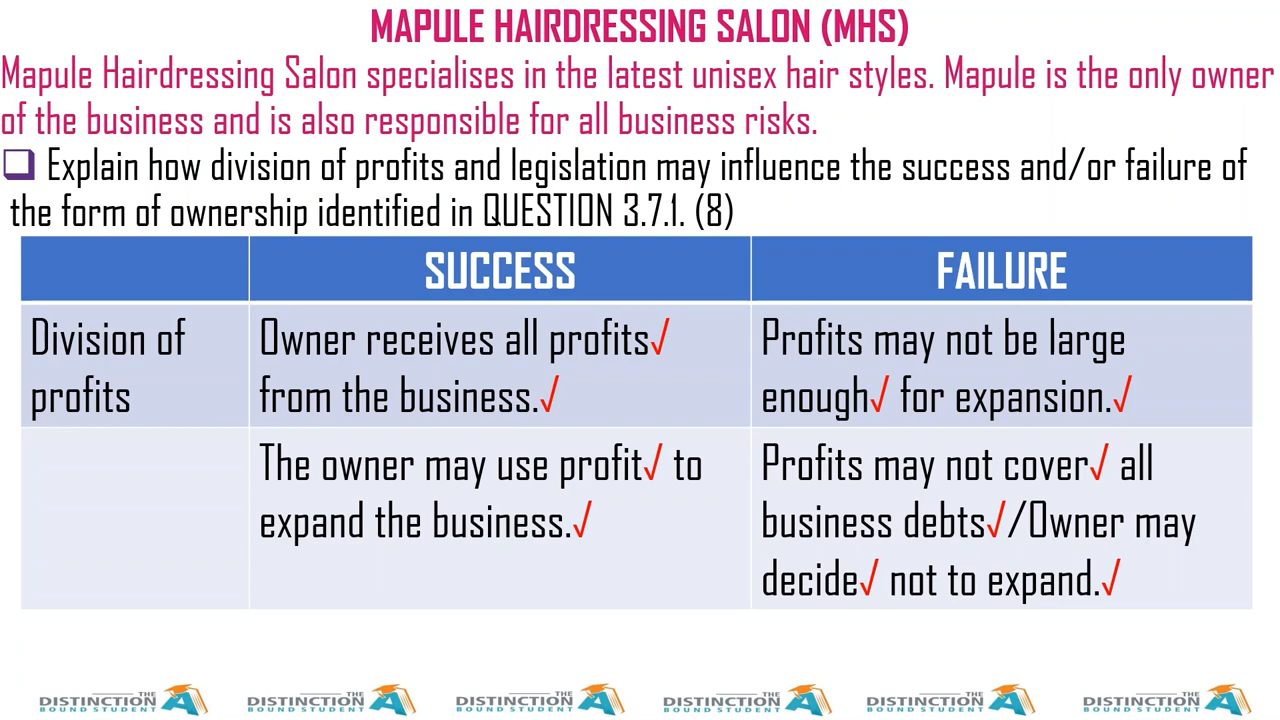 MAPULE HAIRDRESSING SALON (MHS)
Mapule Hairdressing Salon specialises in the latest unisex hair styles. Mapule is the only owner
of the business and is also responsible for all business risks.
❑ Explain how division of profits and legislation may influence the success and/or failure of
the form of ownership identified in QUESTION 3.7.1. (8)
SUCCESS
FAILURE
Division of
profits
Owner receives all profits√
from the business.√
Profits may not be large
enough√ for expansion.√
The owner may use profit√ to
expand the business.√
Profits may not cover√ all
business debts√/Owner may
decide√ not to expand.√
THE
DISTINCTION
BOUND STUDENT
THE
DISTINCTION
BOUND STUDENT
THE
DISTINCTION
BOUND STUDENT
THE
DISTINCTION
BOUND STUDENT
THE
DISTINCTION
BOUND STUDENT
THE
DISTINCTION
BOUND STUDENT